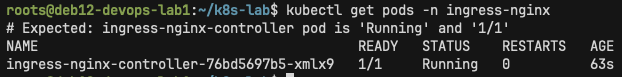 roots@deb12-devops-lab1:~/k8s-lab$ kubectl get pods -n ingress-nginx
# Expected: ingress-nginx-controller pod is 'Running' and '1/1'
NAME                                        READY   STATUS    RESTARTS   AGE
ingress-nginx-controller-76bd5697b5-xmlx9   1/1     Running   0          63s